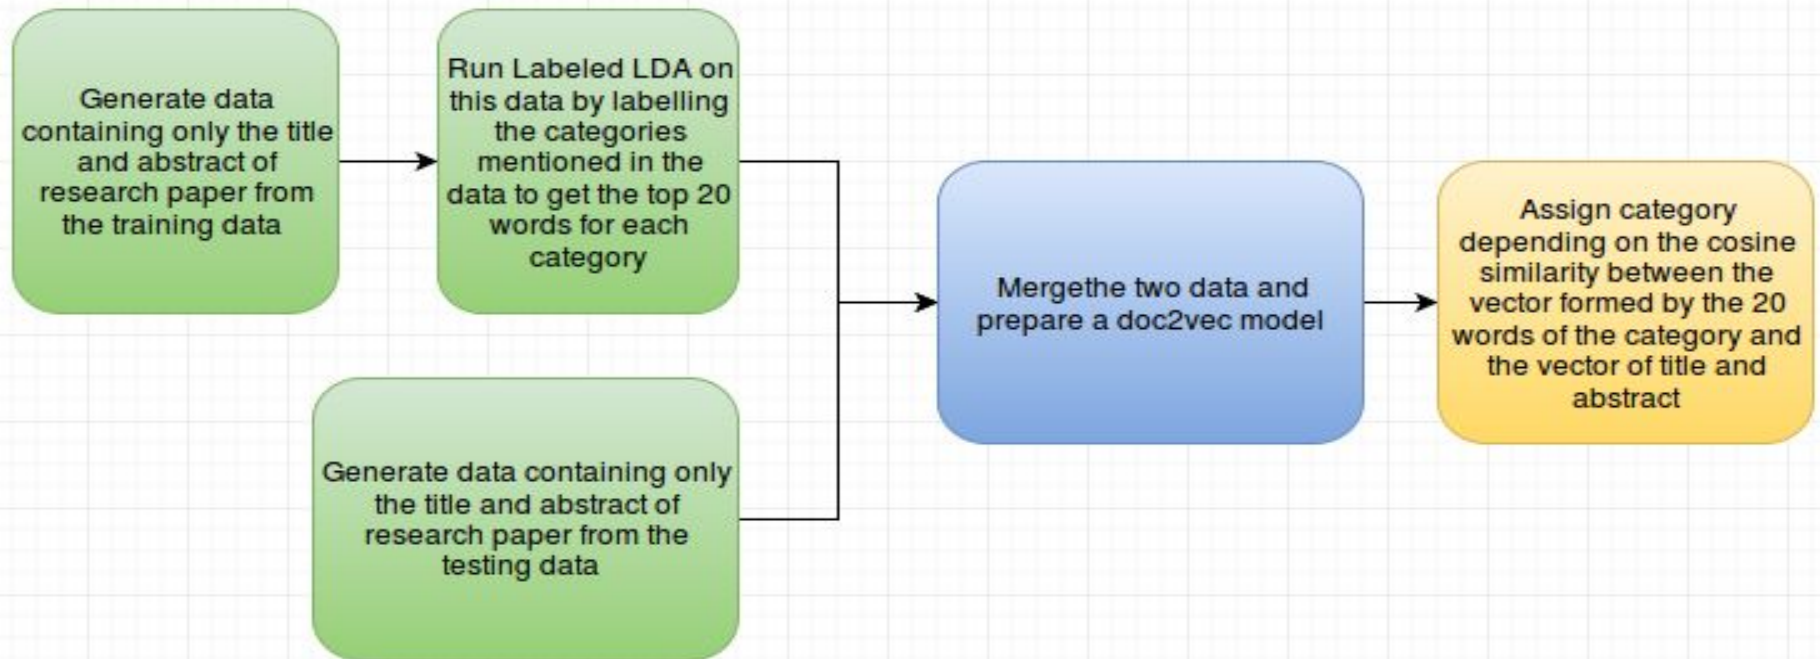 Generate data
containing only the title
and abstract of
research paper from
the training data
Run Labeled LDA on
this data by labelling
the categories
mentioned in the
data to get the top 20
words for each
category
Generate data containing only
the title and abstract of
research paper from the
testing data
Mergethe two data and
prepare a doc2vec model
Assign category
depending on the cosine
similarity between the
vector formed by the 20
words of the category and
the vector of title and
abstract